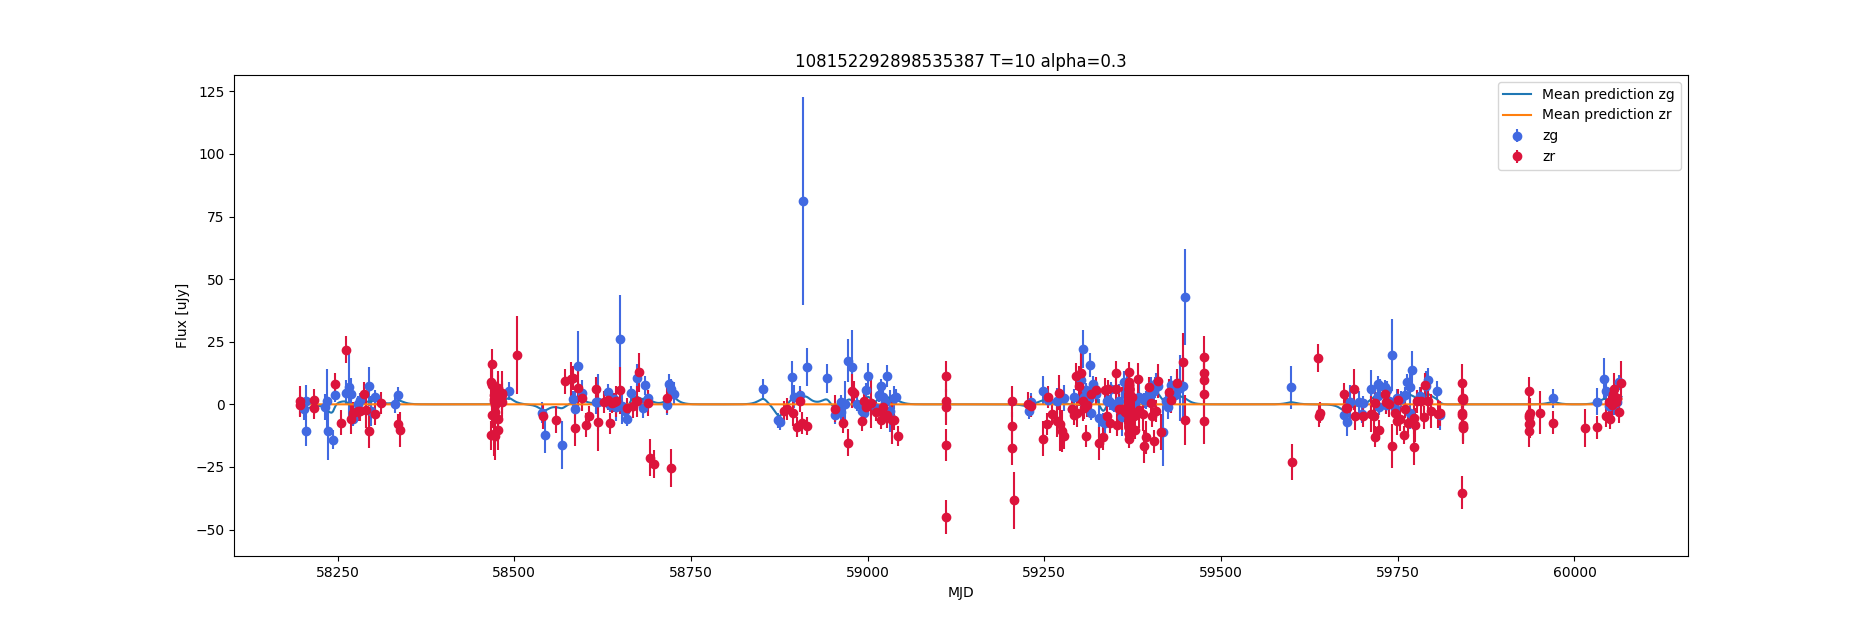 108152292898535387 T=10 alpha=0.3
Mean prediction zg
Mean prediction zr
zg
zr
125
100
75
50
25
0
−25
−50
Flux [uJy]
58250 58500 58750 59000 59250 59500 59750 60000
MJD